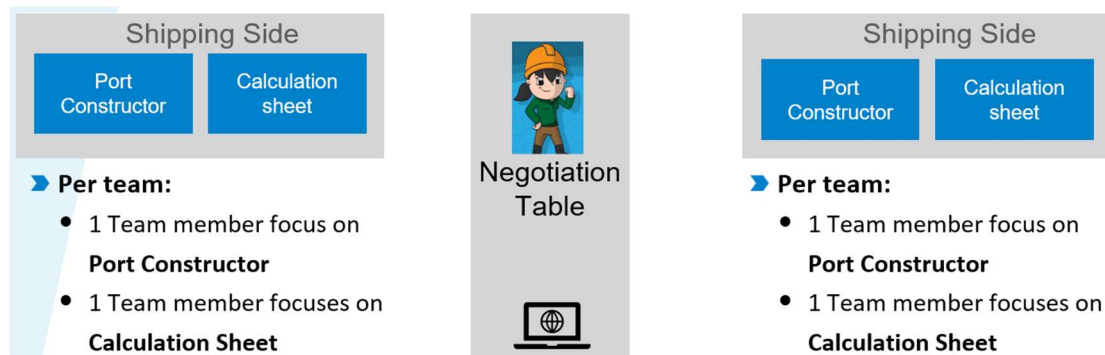 Shipping Side
Port
Constructor
Calculation
sheet
Per team:
1 Team member focus on
Port Constructor
1 Team member focuses on
Calculation Sheet
Negotiation
Table
Shipping Side
Port
Constructor
Calculation
sheet
Per team:
1 Team member focus on
Port Constructor
1 Team member focuses on
Calculation Sheet